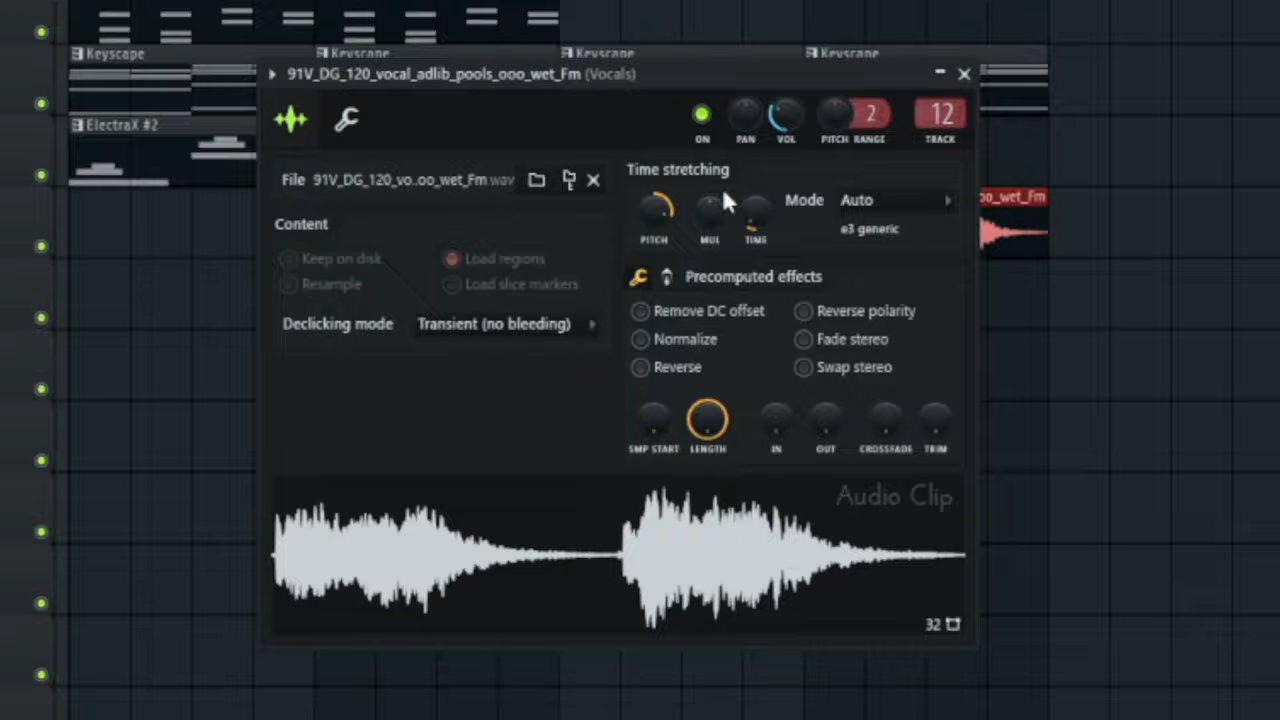 Keyscape
Keyscape
Keyscape
Keyscape
91V_DG_120_vocal_adlib_pools_ooo_wet_Fm (Vocals)
ElectraX #2
2
12
ON
PAN
VOL
PITCH
RANGE
TRACK
File
91V_DG_120_vo..oo_wet_Fm.wav
Time stretching
Mode
Auto
e3 generic
oo_wet_Fm
PITCH
MUL
TIME
Content
Keep on disk
Load regions
Resample
Load slice markers
Declicking mode
Transient (no bleeding)
Precomputed effects
Remove DC offset
Reverse polarity
Normalize
Fade stereo
Reverse
Swap stereo
SMP START
LENGTH
IN
OUT
CROSSFADE
TRIM
Audio Clip
32